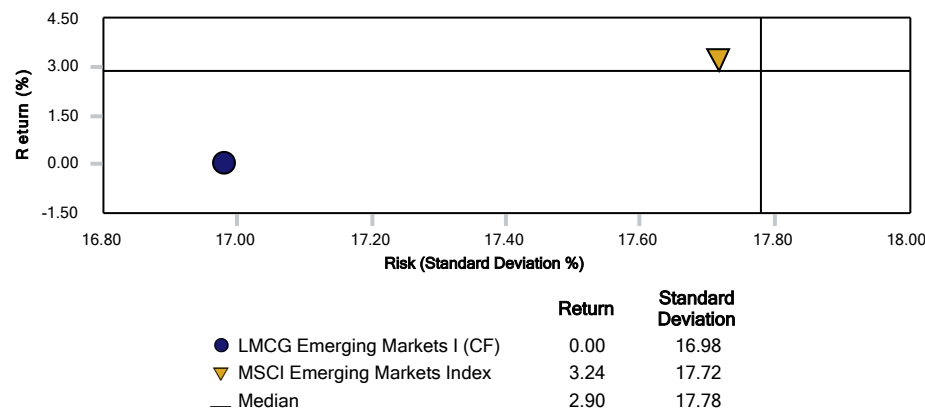 4.50
3.00
1.50
0.00
-1.50
Return (%)
16.80 17.00 17.20 17.40 17.60 17.80 18.00
Risk (Standard Deviation %)
Return Standard Deviation
LMCG Emerging Markets I (CF) 0.00 16.98
MSCI Emerging Markets Index 3.24 17.72
Median 2.90 17.78